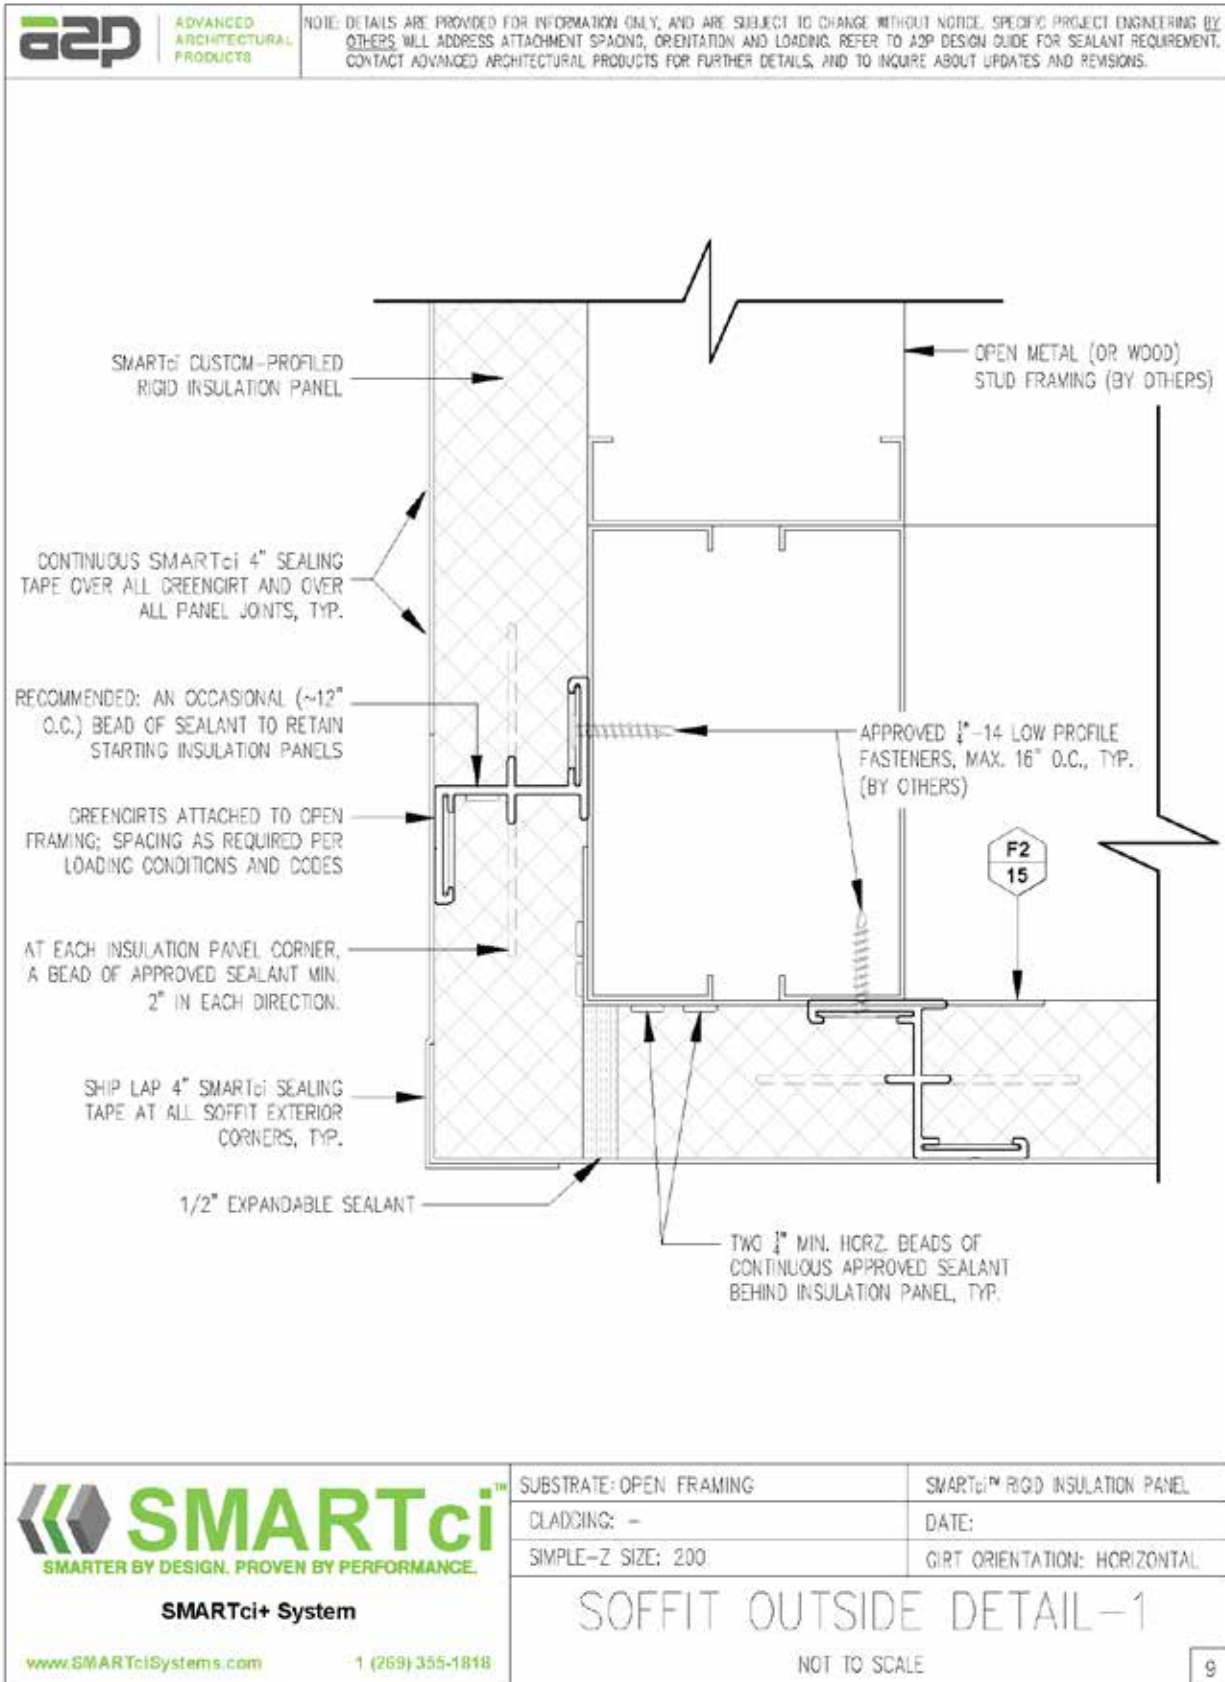 a2p
ADVANCED
ARCHITECTURAL
PRODUCTS
NOTE: DETAILS ARE PROVIDED FOR INFORMATION ONLY, AND ARE SUBJECT TO CHANGE WITHOUT NOTICE. SPECIFIC PROJECT ENGINEERING BY
OTHERS WILL ADDRESS ATTACHMENT SPACING, ORIENTATION AND LOADING. REFER TO A2P DESIGN GUIDE FOR SEALANT REQUIREMENT.
CONTACT ADVANCED ARCHITECTURAL PRODUCTS FOR FURTHER DETAILS, AND TO INQUIRE ABOUT UPDATES AND REVISIONS.
SMARTci CUSTOM-PROFILED
RIGID INSULATION PANEL
OPEN METAL (OR WOOD)
STUD FRAMING (BY OTHERS)
CONTINUOUS SMARTci 4" SEALING
TAPE OVER ALL GREENGIRT AND OVER
ALL PANEL JOINTS, TYP.
RECOMMENDED: AN OCCASIONAL (~12"
O.C.) BEAD OF SEALANT TO RETAIN
STARTING INSULATION PANELS
APPROVED ¼"-14 LOW PROFILE
FASTENERS, MAX. 16" O.C., TYP.
(BY OTHERS)
GREENGIRTS ATTACHED TO OPEN
FRAMING; SPACING AS REQUIRED PER
LOADING CONDITIONS AND CODES
F2
15
AT EACH INSULATION PANEL CORNER,
A BEAD OF APPROVED SEALANT MIN.
2" IN EACH DIRECTION.
SHIP LAP 4" SMARTci SEALING
TAPE AT ALL SOFFIT EXTERIOR
CORNERS, TYP.
1/2" EXPANDABLE SEALANT
TWO ¼" MIN. HORZ. BEADS OF
CONTINUOUS APPROVED SEALANT
BEHIND INSULATION PANEL, TYP.
SMARTci™
SMARTER BY DESIGN. PROVEN BY PERFORMANCE.
SMARTci+ System
www.SMARTciSystems.com 1 (269) 355-1818
SUBSTRATE: OPEN FRAMING
SMARTci™ RIGID INSULATION PANEL
CLADDING: -
DATE:
SIMPLE-Z SIZE: 200
GIRT ORIENTATION: HORIZONTAL
SOFFIT OUTSIDE DETAIL-1
NOT TO SCALE
9